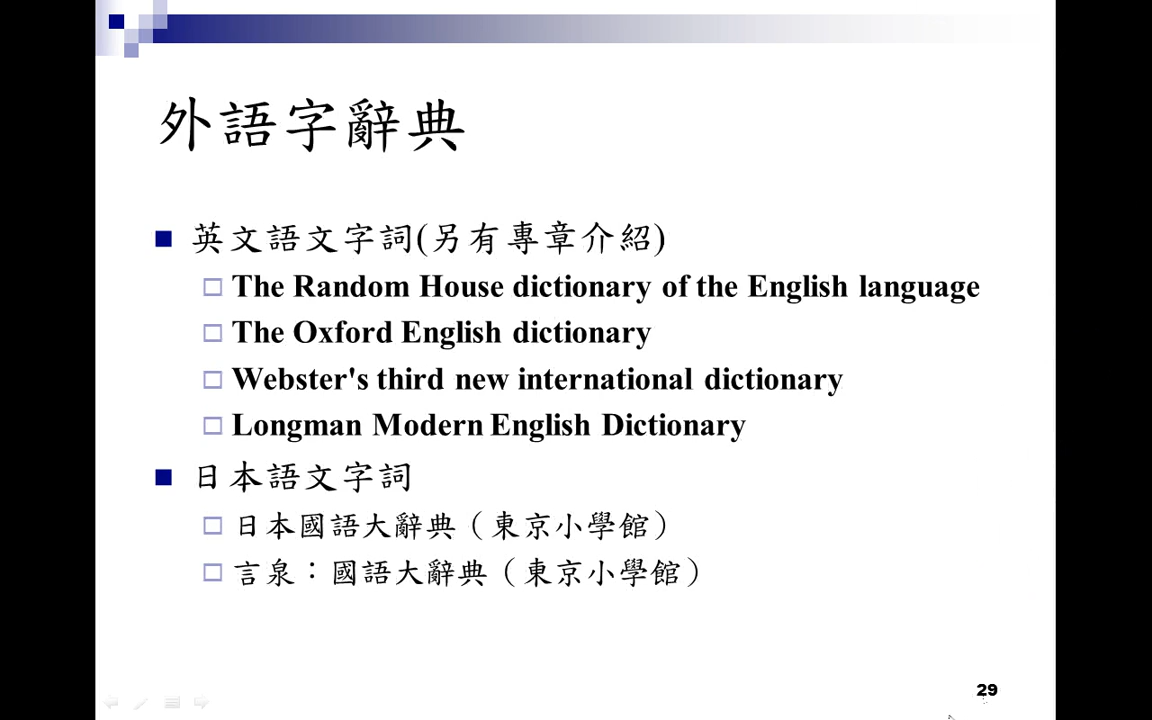 外語字辭典
英文語文字詞(另有專章介紹)
The Random House dictionary of the English language
The Oxford English dictionary
Webster's third new international dictionary
Longman Modern English Dictionary
日本語文字詞
日本國語大辭典（東京小學館）
言泉：國語大辭典（東京小學館）
29